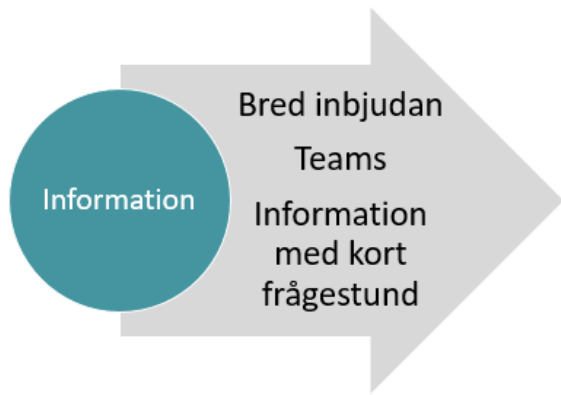 Information
Bred inbjudan
Teams
Information
med kort
frågestund